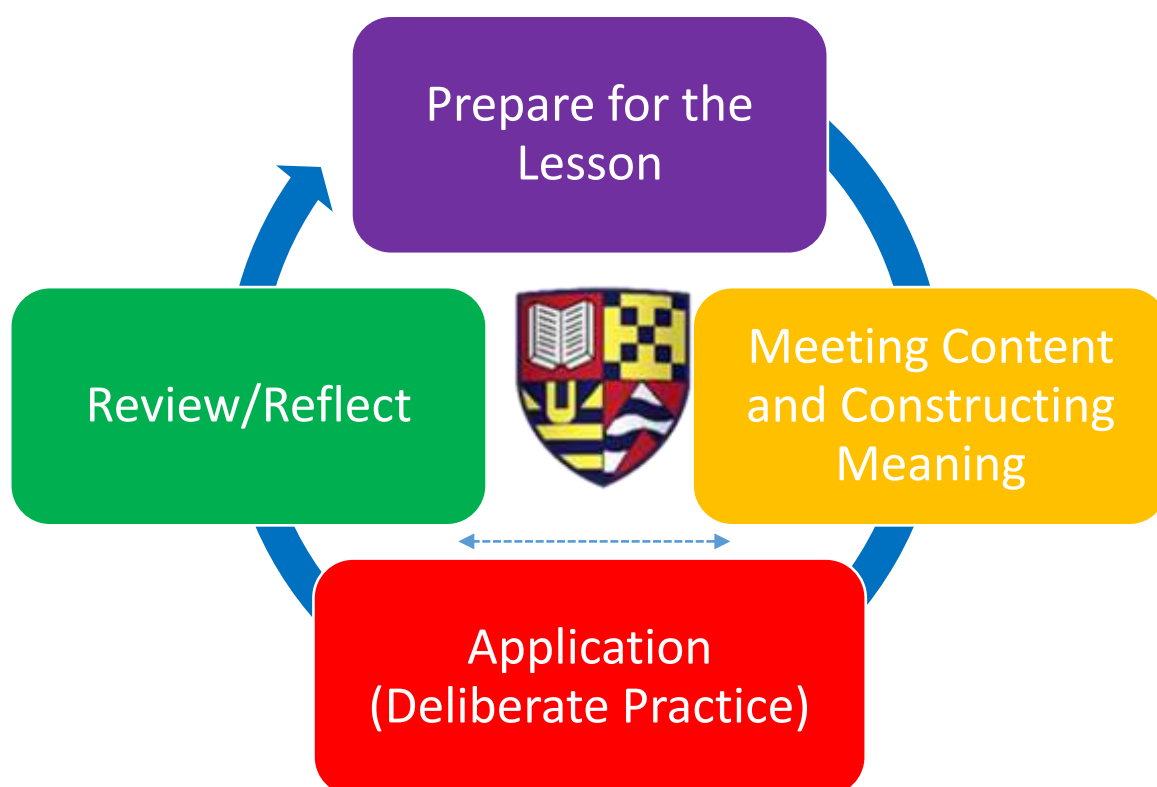 Prepare for the
Lesson
Meeting Content
and Constructing
Meaning
Review/Reflect
Application
(Deliberate Practice)